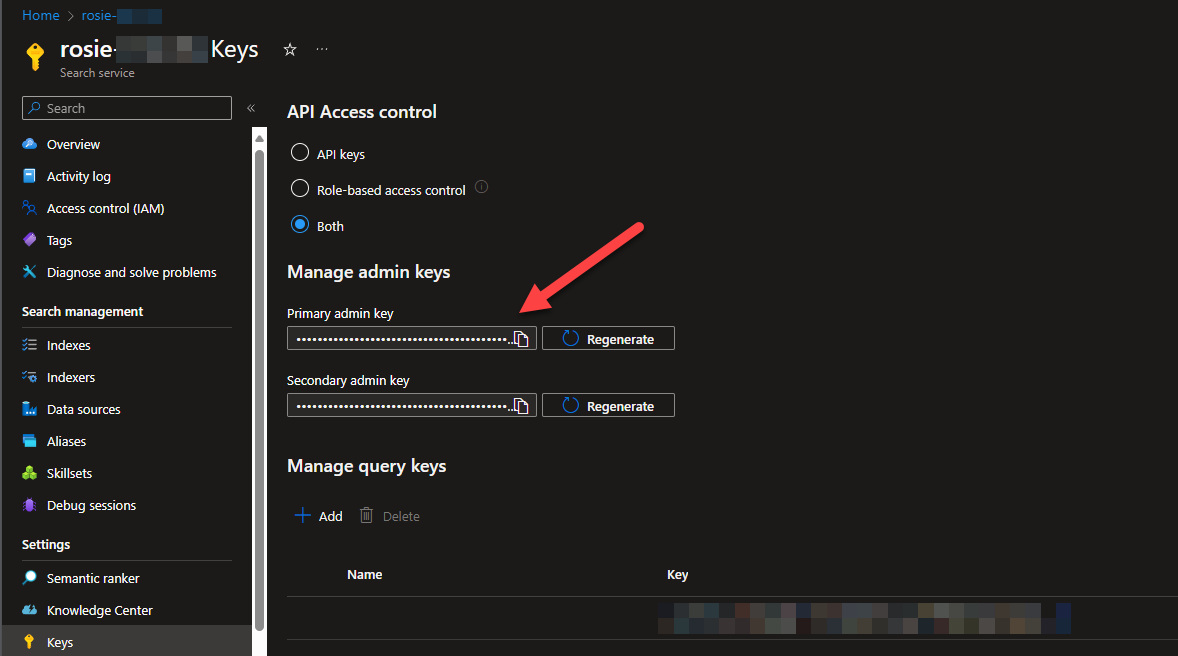 Home > rosie-
rosie- Keys
Search service
Search
Overview
Activity log
Access control (IAM)
Tags
Diagnose and solve problems
Search management
Indexes
Indexers
Data sources
Aliases
Skillsets
Debug sessions
Settings
Semantic ranker
Knowledge Center
Keys
API Access control
API keys
Role-based access control
Both
Manage admin keys
Primary admin key
Regenerate
Secondary admin key
Regenerate
Manage query keys
Add Delete
Name Key